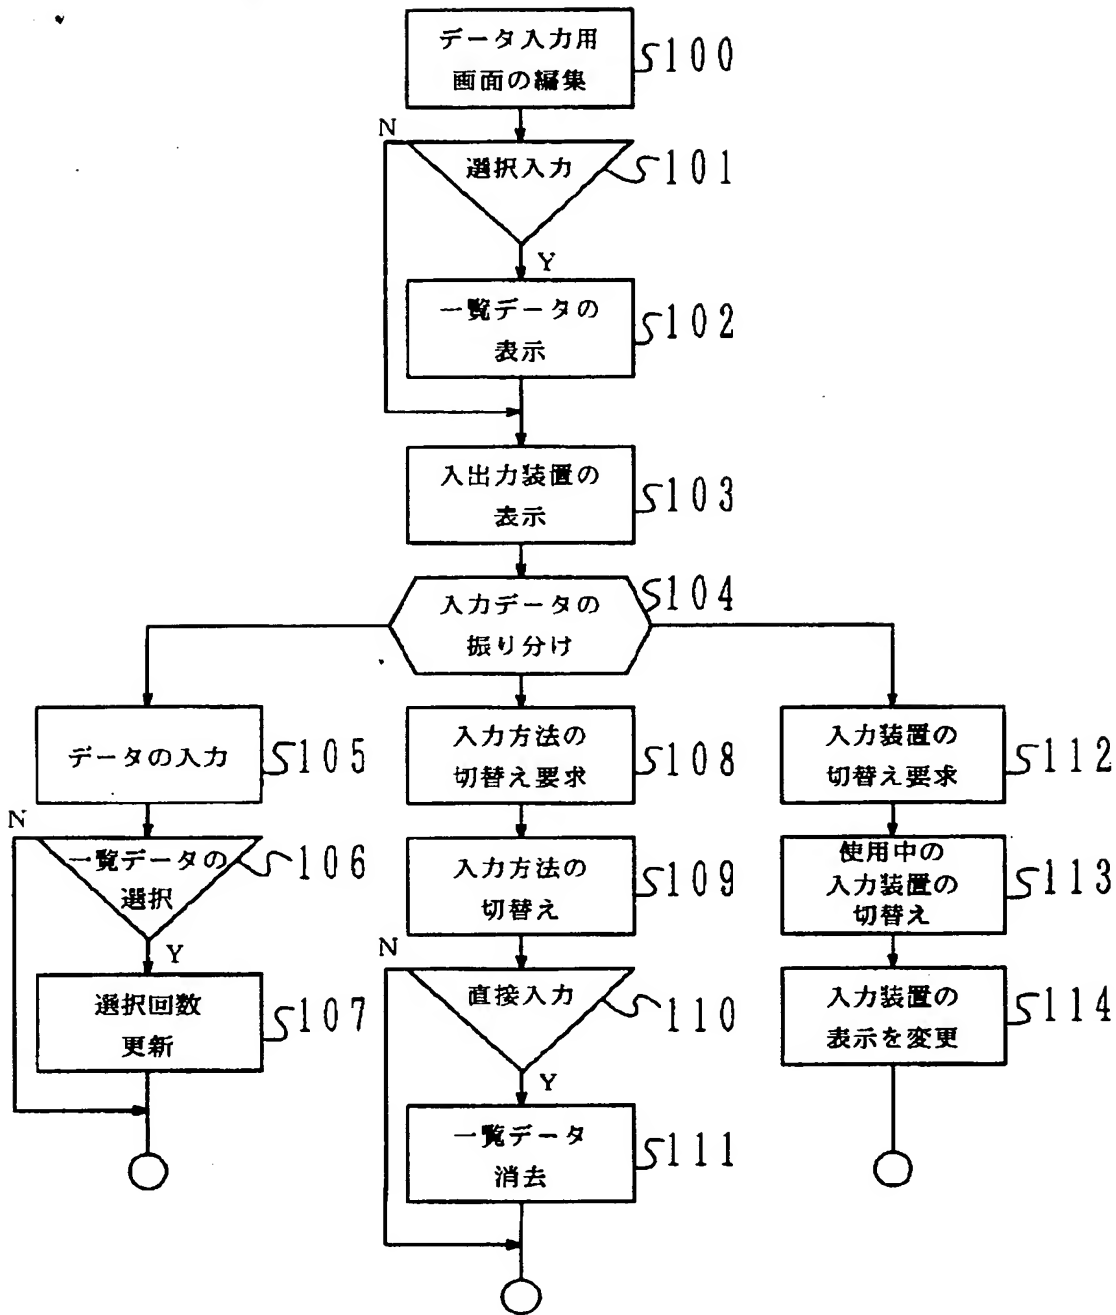 データ入力用
画面の編集
S100
N
選択入力
S101
Y
一覧データの
表示
S102
入出力装置の
表示
S103
入力データの
振り分け
S104
データの入力
S105
N
一覧データの
選択
S106
Y
選択回数
更新
S107
入力方法の
切替え要求
S108
入力方法の
切替え
S109
N
直接入力
S110
Y
一覧データ
消去
S111
入力装置の
切替え要求
S112
使用中の
入力装置の
切替え
S113
入力装置の
表示を変更
S114